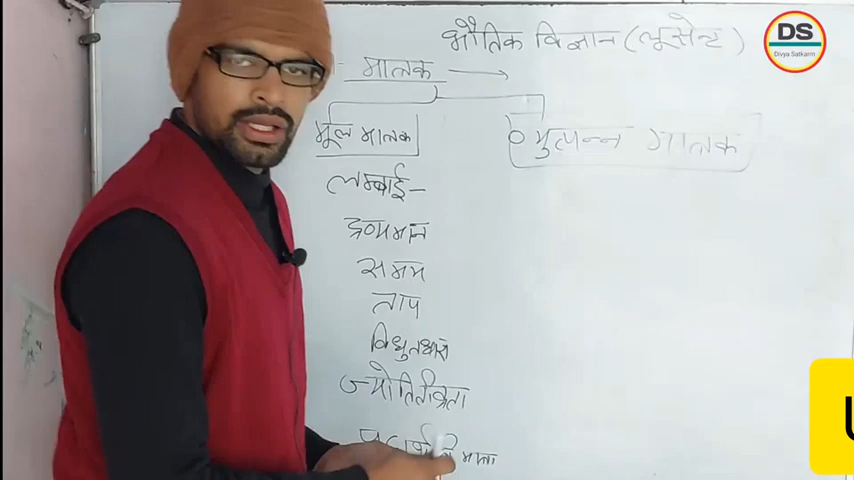 भौतिक विज्ञान (लूसेन्ट)
DS
Divya Satkarm
मात्रक
मूल मात्रक
व्युत्पन्न मात्रक
लम्बाई-
द्रव्यमान
समय
ताप
विधुतधारा
ज्योतितीव्रता
मात्रा
U